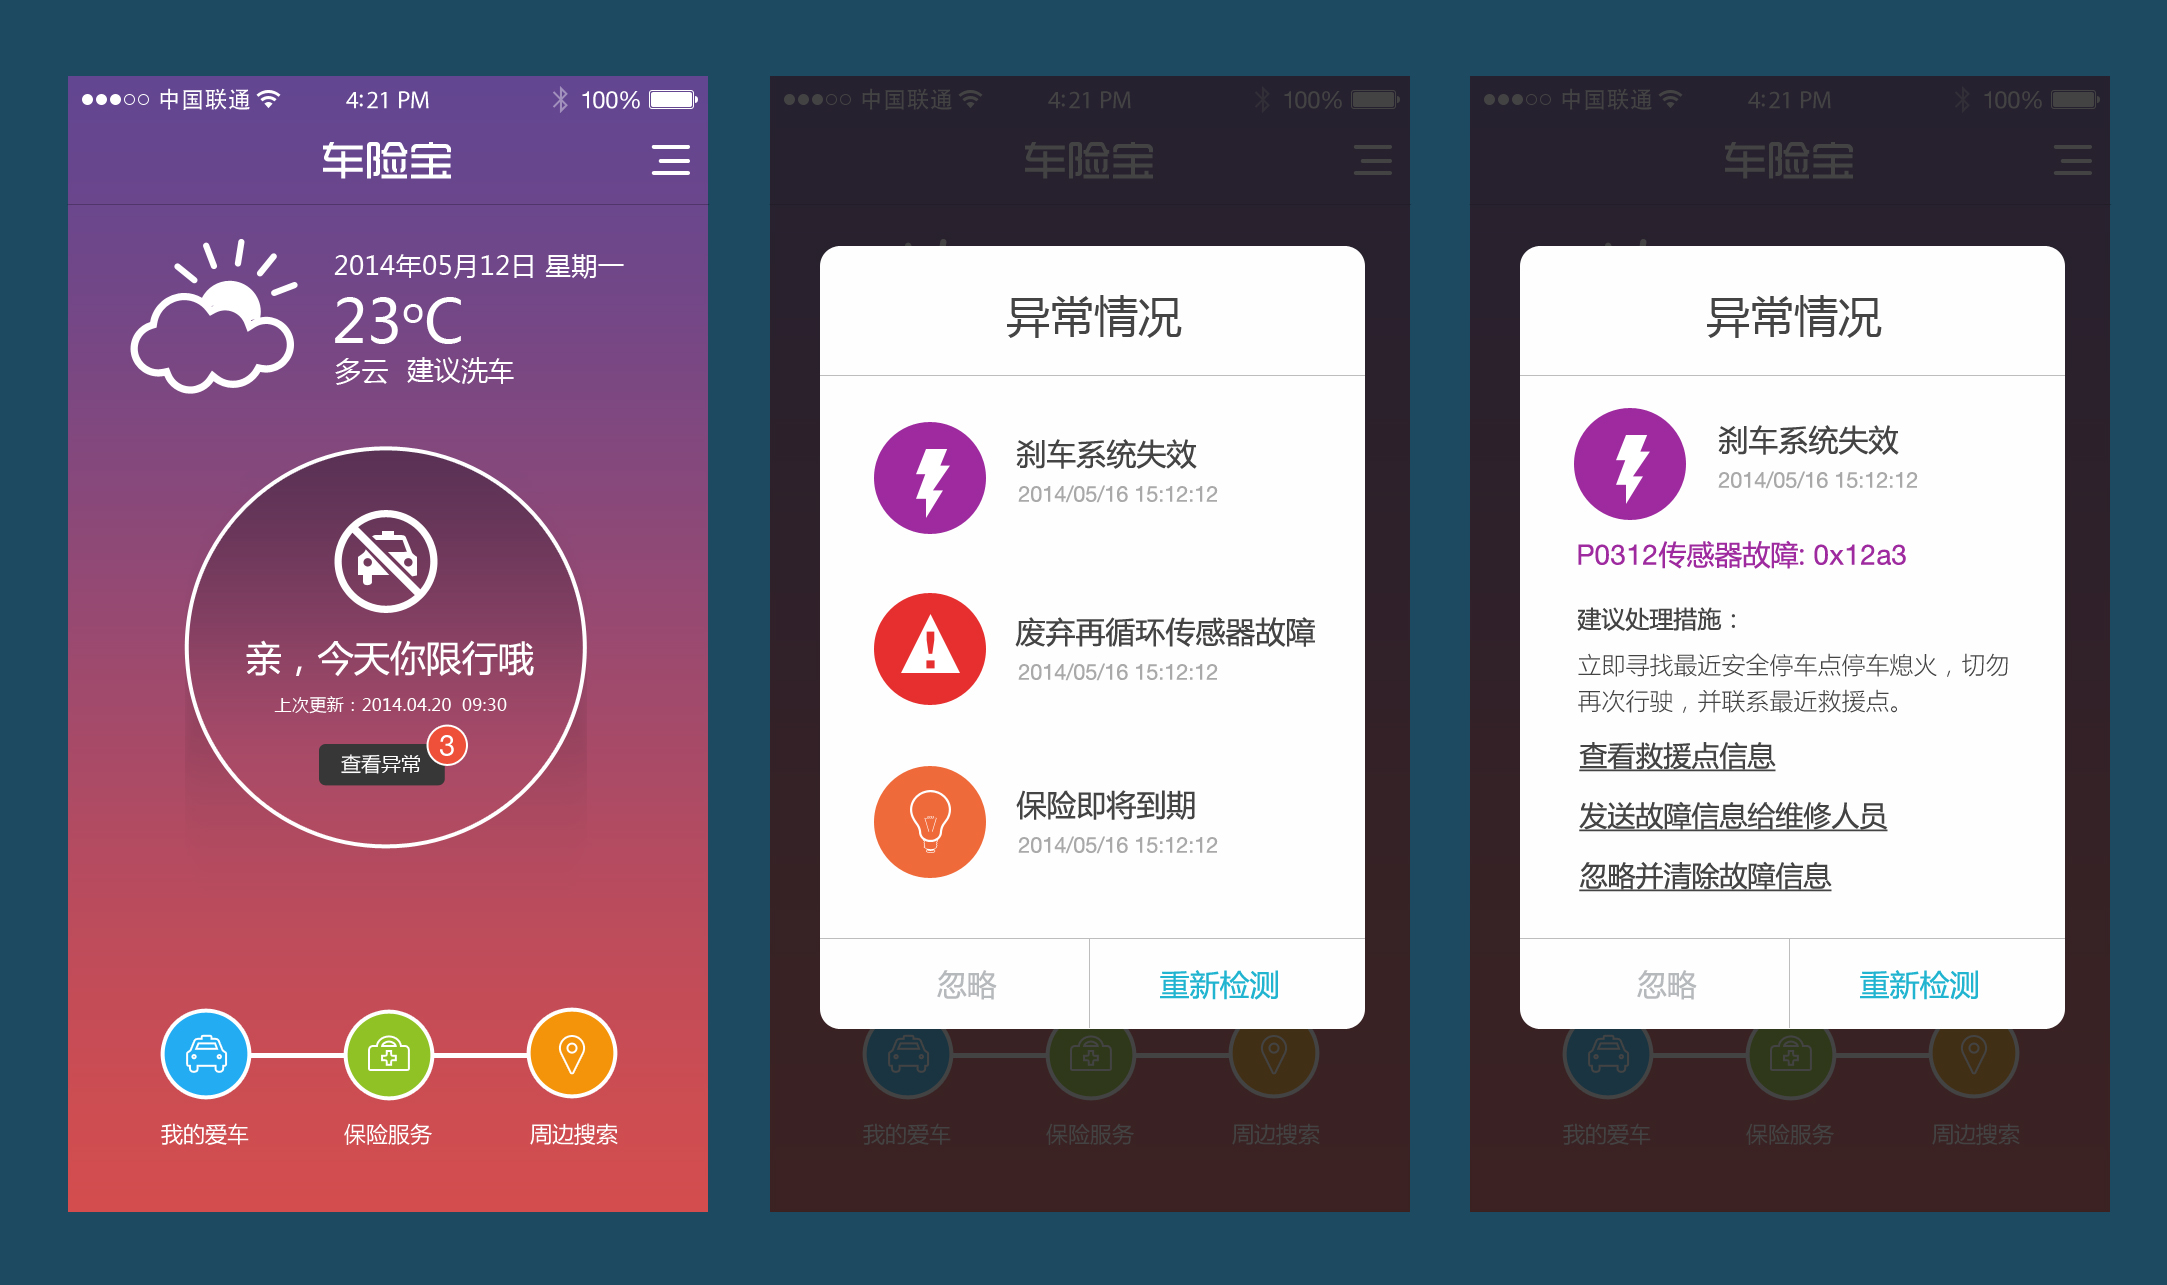 中国联通 4:21 PM 100%
车险宝
2014年05月12日 星期一
23°C
多云 建议洗车
亲，今天你限行哦
上次更新：2014.04.20 09:30
查看异常 3
我的爱车 保险服务 周边搜索
中国联通 4:21 PM 100%
车险宝
异常情况
刹车系统失效
2014/05/16 15:12:12
废弃再循环传感器故障
2014/05/16 15:12:12
保险即将到期
2014/05/16 15:12:12
忽略 重新检测
我的爱车 保险服务 周边搜索
中国联通 4:21 PM 100%
车险宝
异常情况
刹车系统失效
2014/05/16 15:12:12
P0312传感器故障: 0x12a3
建议处理措施：
立即寻找最近安全停车点停车熄火，切勿
再次行驶，并联系最近救援点。
查看救援点信息
发送故障信息给维修人员
忽略并清除故障信息
忽略 重新检测
我的爱车 保险服务 周边搜索